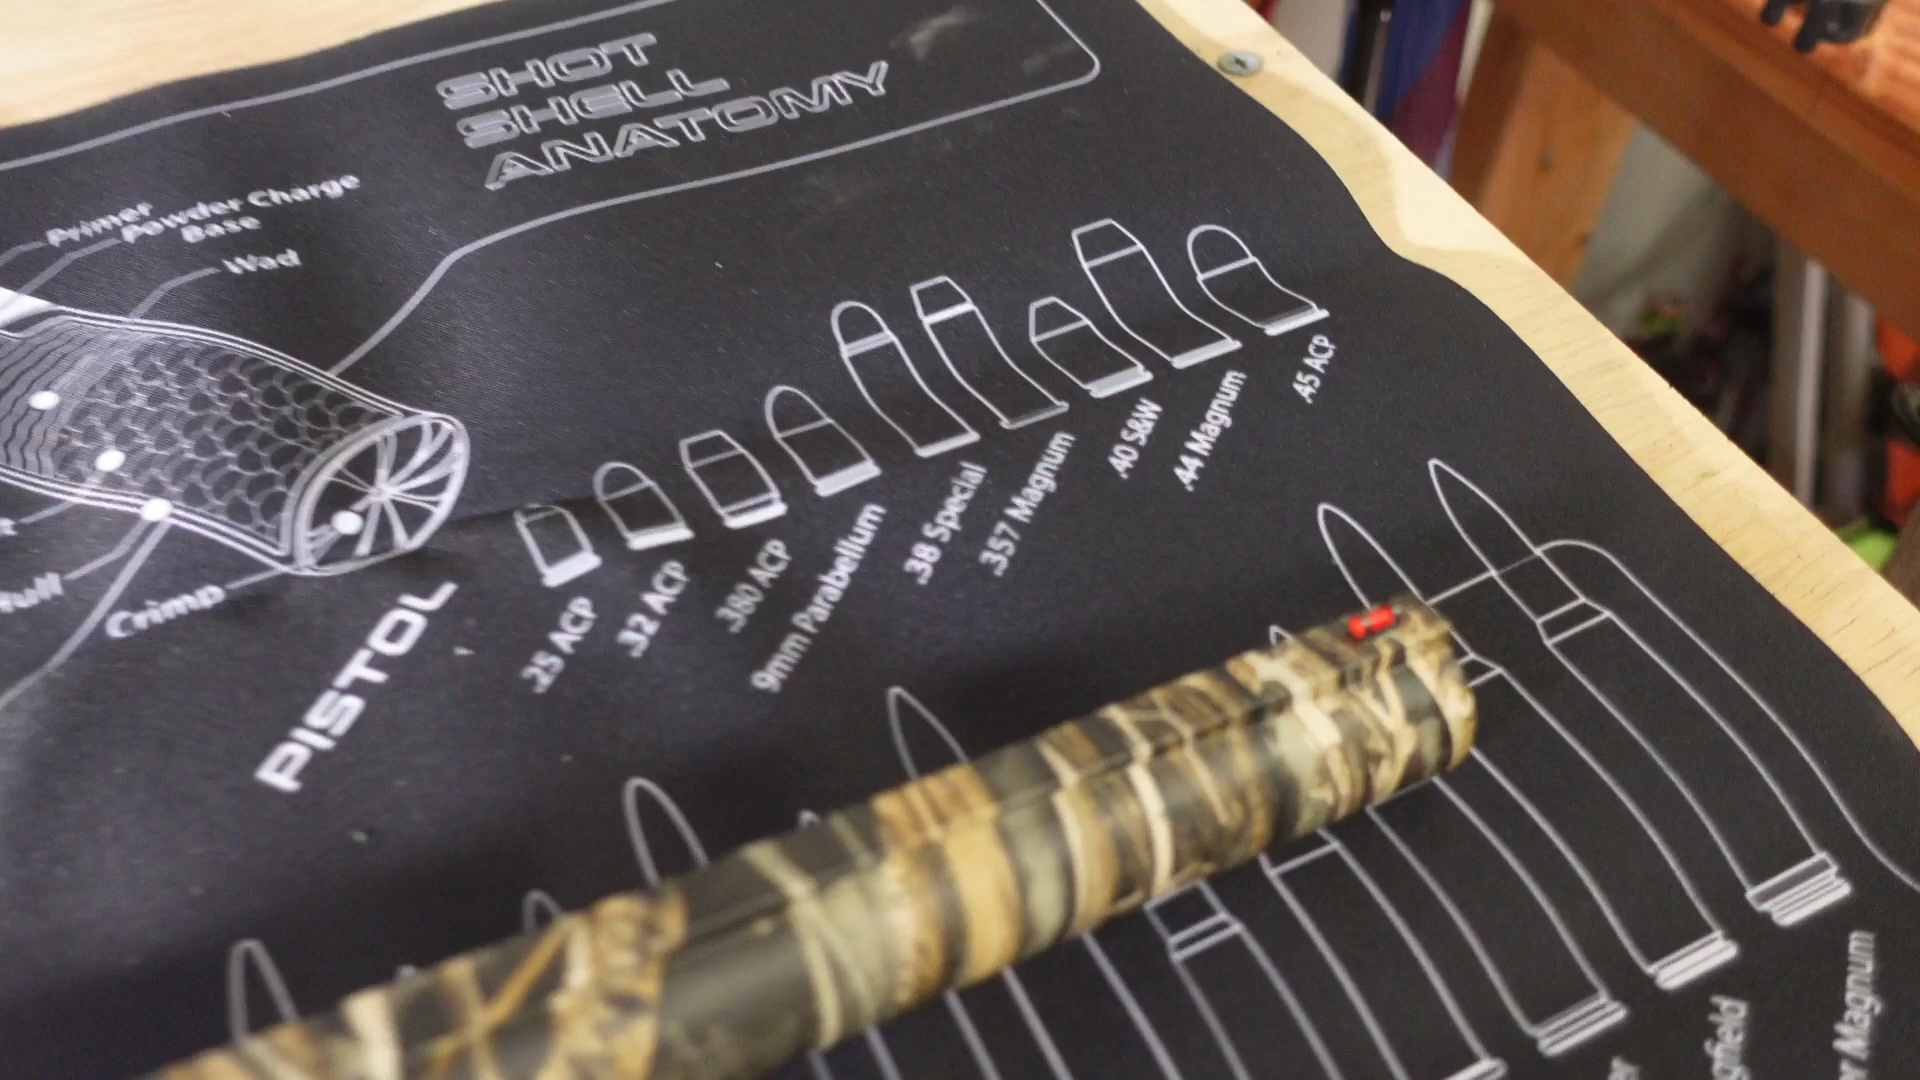 SHOT
SHELL
ANATOMY
Primer
Powder Charge
Base
Wad
Crimp
PISTOL
.25 ACP
.32 ACP
.380 ACP
9mm Parabellum
.38 Special
.357 Magnum
.40 S&W
.44 Magnum
.45 ACP
Magnum